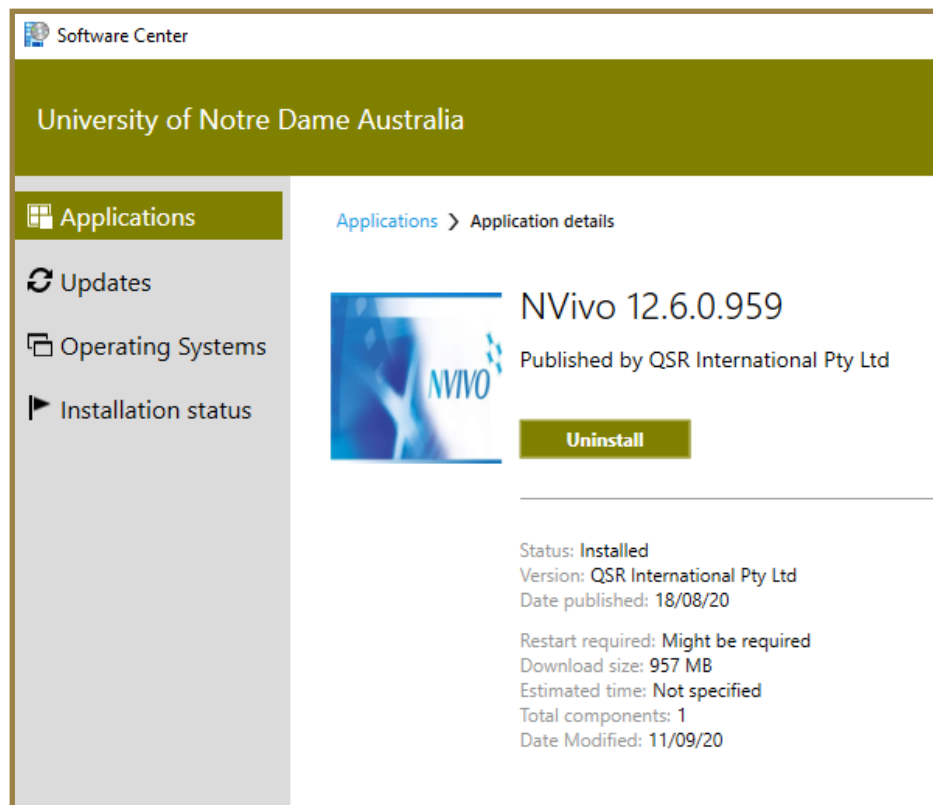 Software Center
University of Notre Dame Australia
Applications
Updates
Operating Systems
Installation status
Applications ❯ Application details
NVIVO
NVivo 12.6.0.959
Published by QSR International Pty Ltd
Uninstall
Status: Installed
Version: QSR International Pty Ltd
Date published: 18/08/20
Restart required: Might be required
Download size: 957 MB
Estimated time: Not specified
Total components: 1
Date Modified: 11/09/20